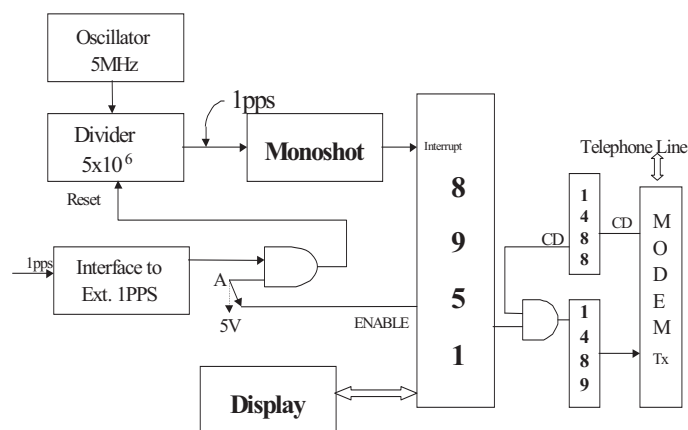 Oscillator
5MHz
1pps
Divider
5x10⁶
Monoshot
Interrupt
8
9
5
1
Telephone Line
Reset
1
4
8
8
CD
CD
M
O
D
E
M
1pps
Interface to
Ext. 1PPS
A
5V
ENABLE
1
4
8
9
Tx
Display